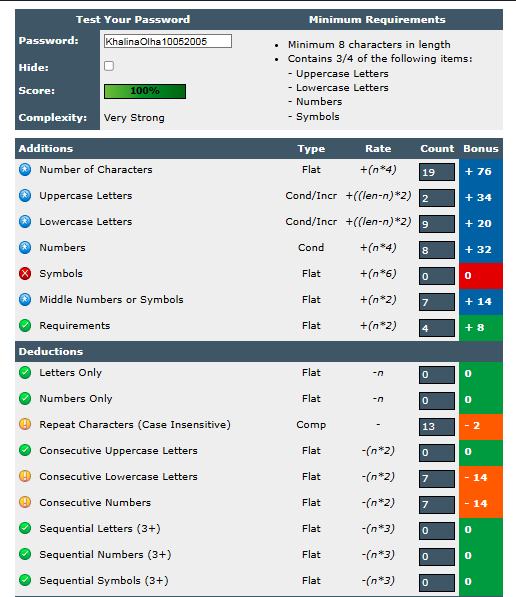 Test Your Password Minimum Requirements
Password: KhalinaOlha10052005
• Minimum 8 characters in length
• Contains 3/4 of the following items:
- Uppercase Letters
- Lowercase Letters
- Numbers
- Symbols
Hide:
Score: 100%
Complexity: Very Strong
Additions Type Rate Count Bonus
Number of Characters Flat +(n*4) 19 + 76
Uppercase Letters Cond/Incr +((len-n)*2) 2 + 34
Lowercase Letters Cond/Incr +((len-n)*2) 9 + 20
Numbers Cond +(n*4) 8 + 32
Symbols Flat +(n*6) 0 0
Middle Numbers or Symbols Flat +(n*2) 7 + 14
Requirements Flat +(n*2) 4 + 8
Deductions
Letters Only Flat -n 0 0
Numbers Only Flat -n 0 0
Repeat Characters (Case Insensitive) Comp - 13 - 2
Consecutive Uppercase Letters Flat -(n*2) 0 0
Consecutive Lowercase Letters Flat -(n*2) 7 - 14
Consecutive Numbers Flat -(n*2) 7 - 14
Sequential Letters (3+) Flat -(n*3) 0 0
Sequential Numbers (3+) Flat -(n*3) 0 0
Sequential Symbols (3+) Flat -(n*3) 0 0